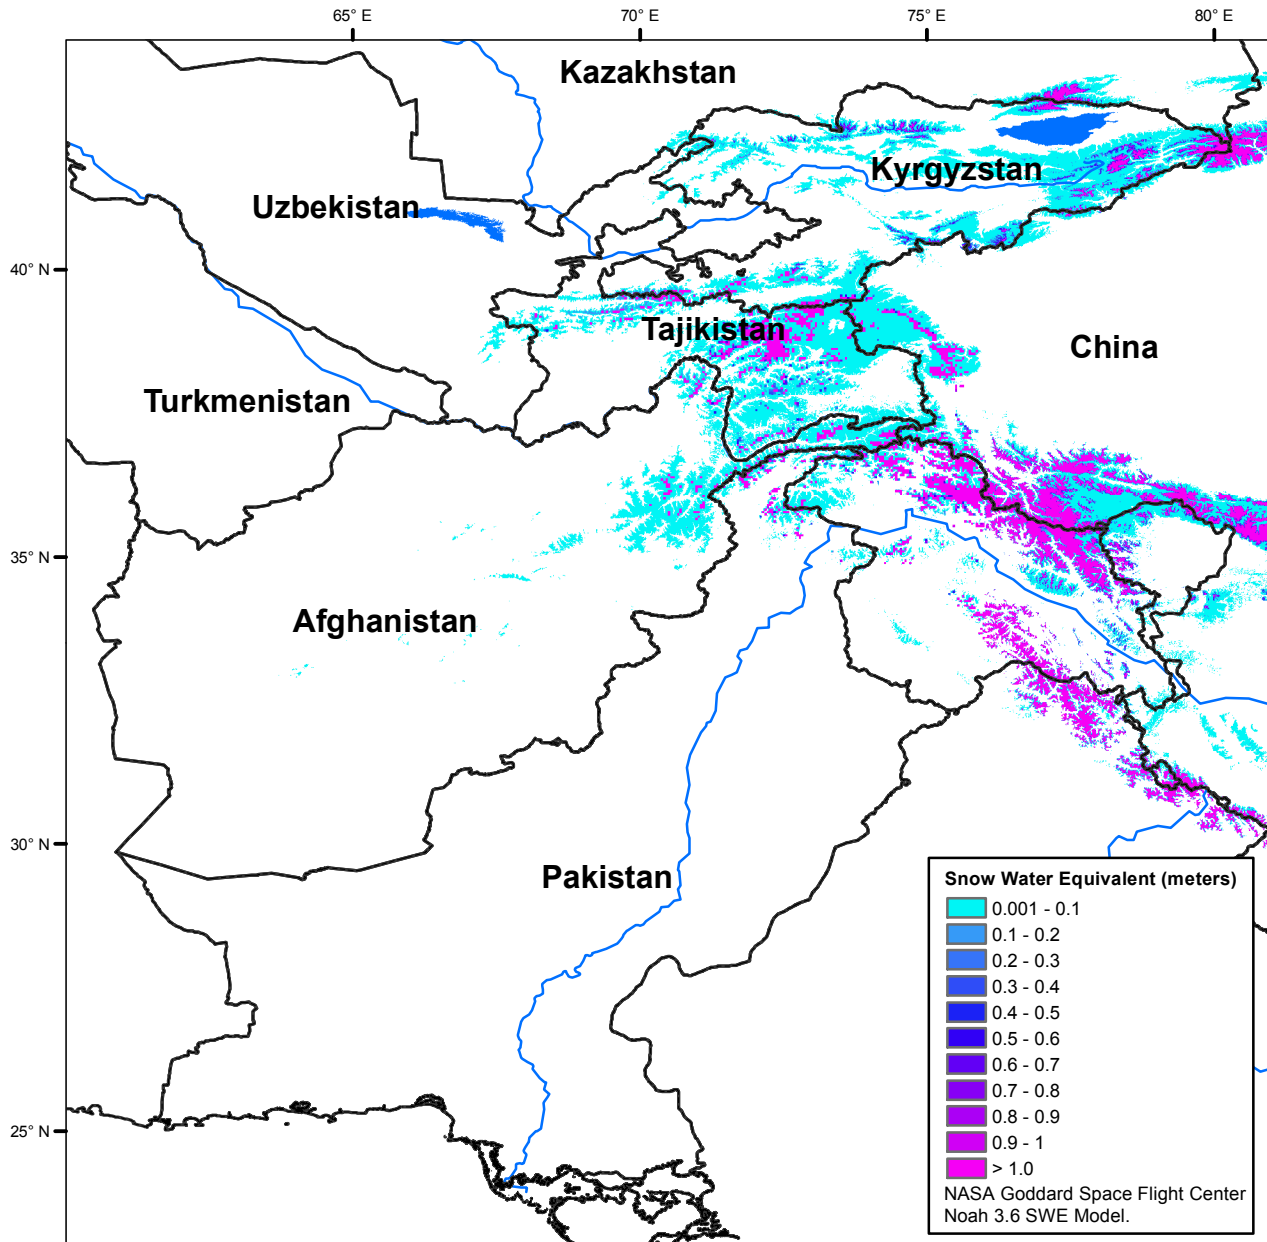 65° E
70° E
75° E
80° E
Kazakhstan
Kyrgyzstan
Uzbekistan
40° N
Tajikistan
China
Turkmenistan
35° N
Afghanistan
30° N
Pakistan
25° N
Snow Water Equivalent (meters)
0.001 - 0.1
0.1 - 0.2
0.2 - 0.3
0.3 - 0.4
0.4 - 0.5
0.5 - 0.6
0.6 - 0.7
0.7 - 0.8
0.8 - 0.9
0.9 - 1
> 1.0
NASA Goddard Space Flight Center
Noah 3.6 SWE Model.